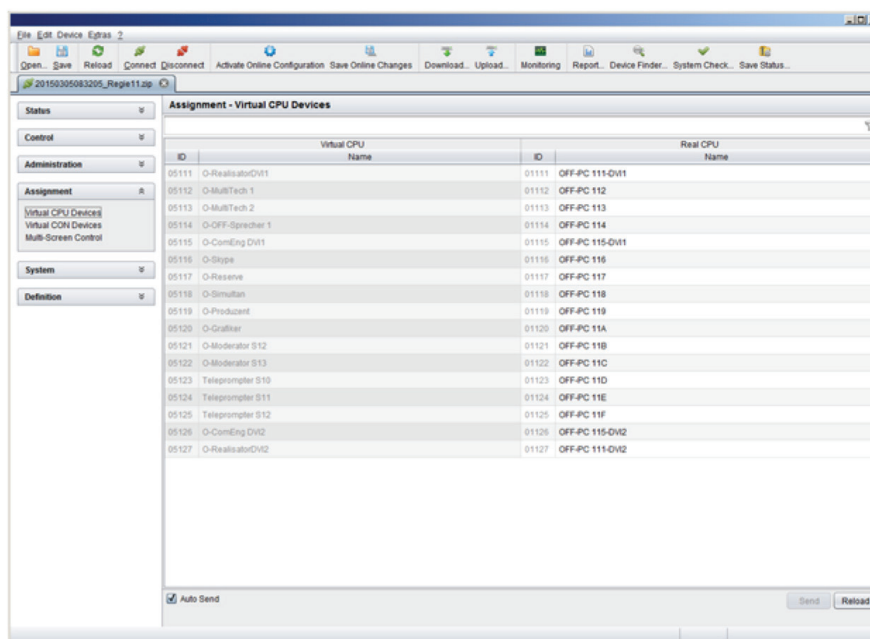 File Edit Device Extras ?
Open... Save Reload Connect Disconnect Activate Online Configuration Save Online Changes Download... Upload... Monitoring Report... Device Finder... System Check... Save Status...
20150305083205_Regie11.zip
Status
Control
Administration
Assignment
Virtual CPU Devices
Virtual CON Devices
Multi-Screen Control
System
Definition
Assignment - Virtual CPU Devices
Virtual CPU Real CPU
ID Name ID Name
05111 O-RealisatorDVI1 01111 OFF-PC 111-DVI1
05112 O-MultiTech 1 01112 OFF-PC 112
05113 O-MultiTech 2 01113 OFF-PC 113
05114 O-OFF-Sprecher 1 01114 OFF-PC 114
05115 O-ComEng DVI1 01115 OFF-PC 115-DVI1
05116 O-Skype 01116 OFF-PC 116
05117 O-Reserve 01117 OFF-PC 117
05118 O-Simultan 01118 OFF-PC 118
05119 O-Produzent 01119 OFF-PC 119
05120 O-Grafiker 01120 OFF-PC 11A
05121 O-Moderator S12 01121 OFF-PC 11B
05122 O-Moderator S13 01122 OFF-PC 11C
05123 Teleprompter S10 01123 OFF-PC 11D
05124 Teleprompter S11 01124 OFF-PC 11E
05125 Teleprompter S12 01125 OFF-PC 11F
05126 O-ComEng DVI2 01126 OFF-PC 115-DVI2
05127 O-RealisatorDVI2 01127 OFF-PC 111-DVI2
Auto Send
Send Reload